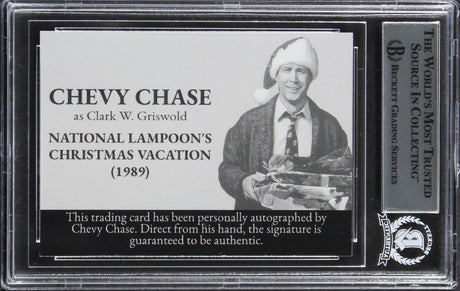 CHEVY CHASE
as Clark W. Griswold
NATIONAL LAMPOON'S
CHRISTMAS VACATION
(1989)
This trading card has been personally autographed by
Chevy Chase. Direct from his hand, the signature is
guaranteed to be authentic.
THE WORLD'S MOST TRUSTED
SOURCE IN COLLECTING™
BECKETT GRADING SERVICES